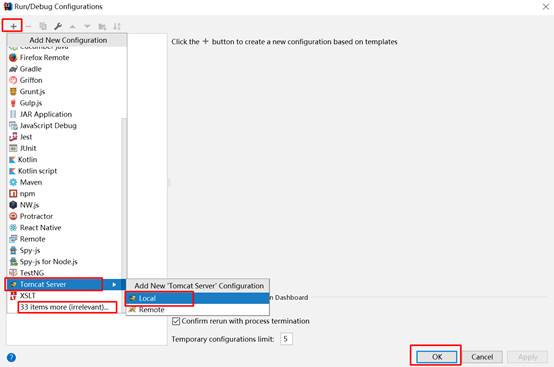 Run/Debug Configurations
Add New Configuration
Click the + button to create a new configuration based on templates
Cucumber java
Firefox Remote
Gradle
Griffon
Grunt.js
Gulp.js
JAR Application
JavaScript Debug
Jest
JUnit
Kotlin
Kotlin script
Maven
npm
NW.js
Protractor
React Native
Remote
Spy-js
Spy-js for Node.js
TestNG
Tomcat Server
Add New 'Tomcat Server' Configuration
XSLT
Local
n Dashboard
33 items more (irrelevant)...
Remote
Confirm rerun with process termination
Temporary configurations limit: 5
? OK Cancel Apply